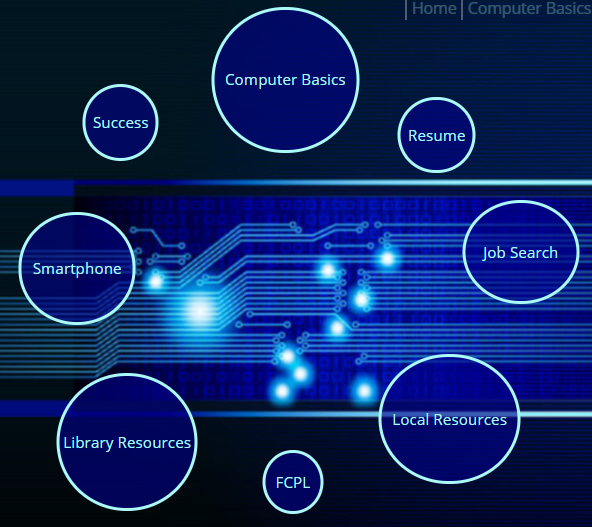 Home
Computer Basics
Computer Basics
Success
Resume
Smartphone
Job Search
Library Resources
Local Resources
FCPL